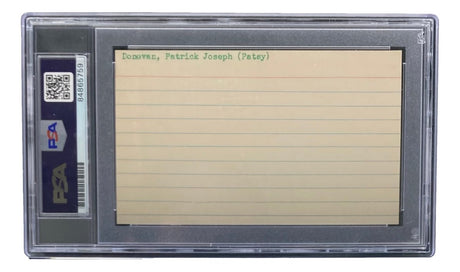 Donovan, Patrick Joseph (Patsy)
84865759
PSA
PSA